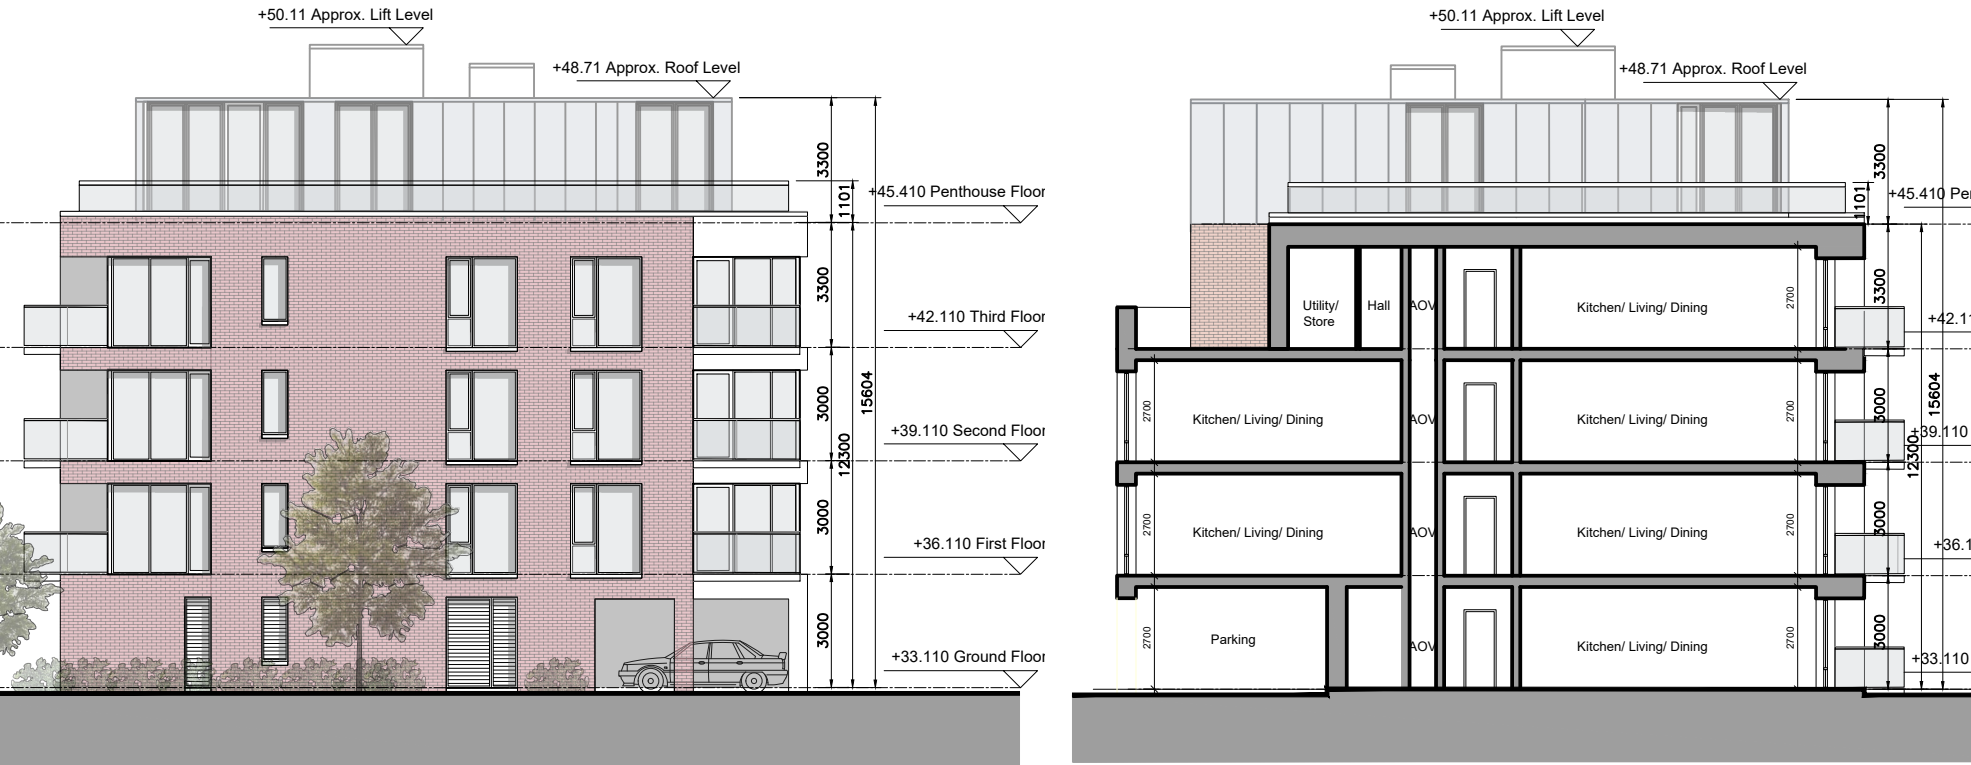 +50.11 Approx. Lift Level
+48.71 Approx. Roof Level
3300
1101
+45.410 Penthouse Floor
3300
+42.110 Third Floor
3000
12300
15604
+39.110 Second Floor
3000
+36.110 First Floor
3000
+33.110 Ground Floor
+50.11 Approx. Lift Level
+48.71 Approx. Roof Level
3300
1101
+45.410 Pe
Utility/
Store
Hall
AOV
Kitchen/ Living/ Dining
2700
3300
+42.1
2700
Kitchen/ Living/ Dining
AOV
Kitchen/ Living/ Dining
2700
3000
12300
15604
+39.110
2700
Kitchen/ Living/ Dining
AOV
Kitchen/ Living/ Dining
2700
3000
+36.1
2700
Parking
AOV
Kitchen/ Living/ Dining
2700
3000
+33.110